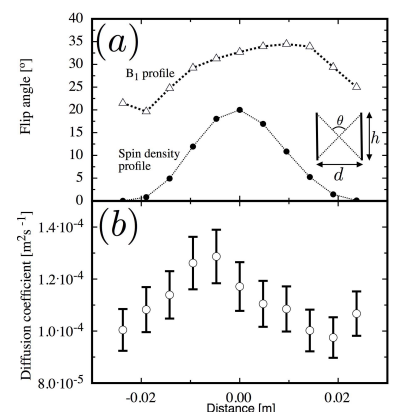 (a)
40
35
30
25
20
15
10
5
0
Flip angle [°]
B1 profile
Spin density
profile
θ
h
d
(b)
1.4·10-4
1.2·10-4
1.0·10-4
8.0·10-5
Diffusion coefficient [m2s-1]
-0.02 0.00 0.02
Distance [m]